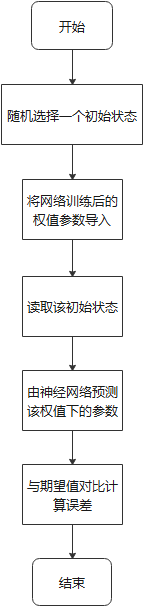 开始
随机选择一个初始状态
将网络训练后的
权值参数导入
读取该初始状态
由神经网络预测
该权值下的参数
与期望值对比计
算误差
结束